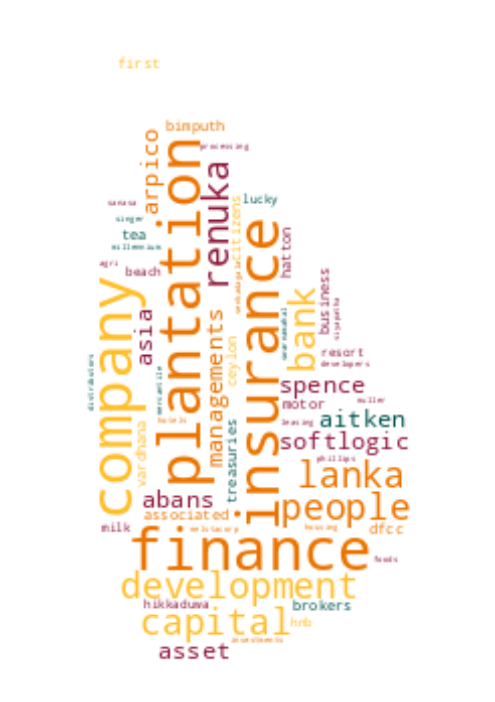 first
bimputh
processing
arpico
plantation
renuka
sanasa
singer
tea
millennium
agri
beach
lucky
citizens
insurance
hatton
company
asia
managements
ceylon
bank
business
resort
developers
distributors
mercantile
hotels
vardhana
treasuries
spence
motor
muller
leasing
aitken
softlogic
phillips
lanka
abans
people
associated
milk
housing
dfcc
finance
foods
development
hikkaduwa
brokers
capital
hnb
investments
asset